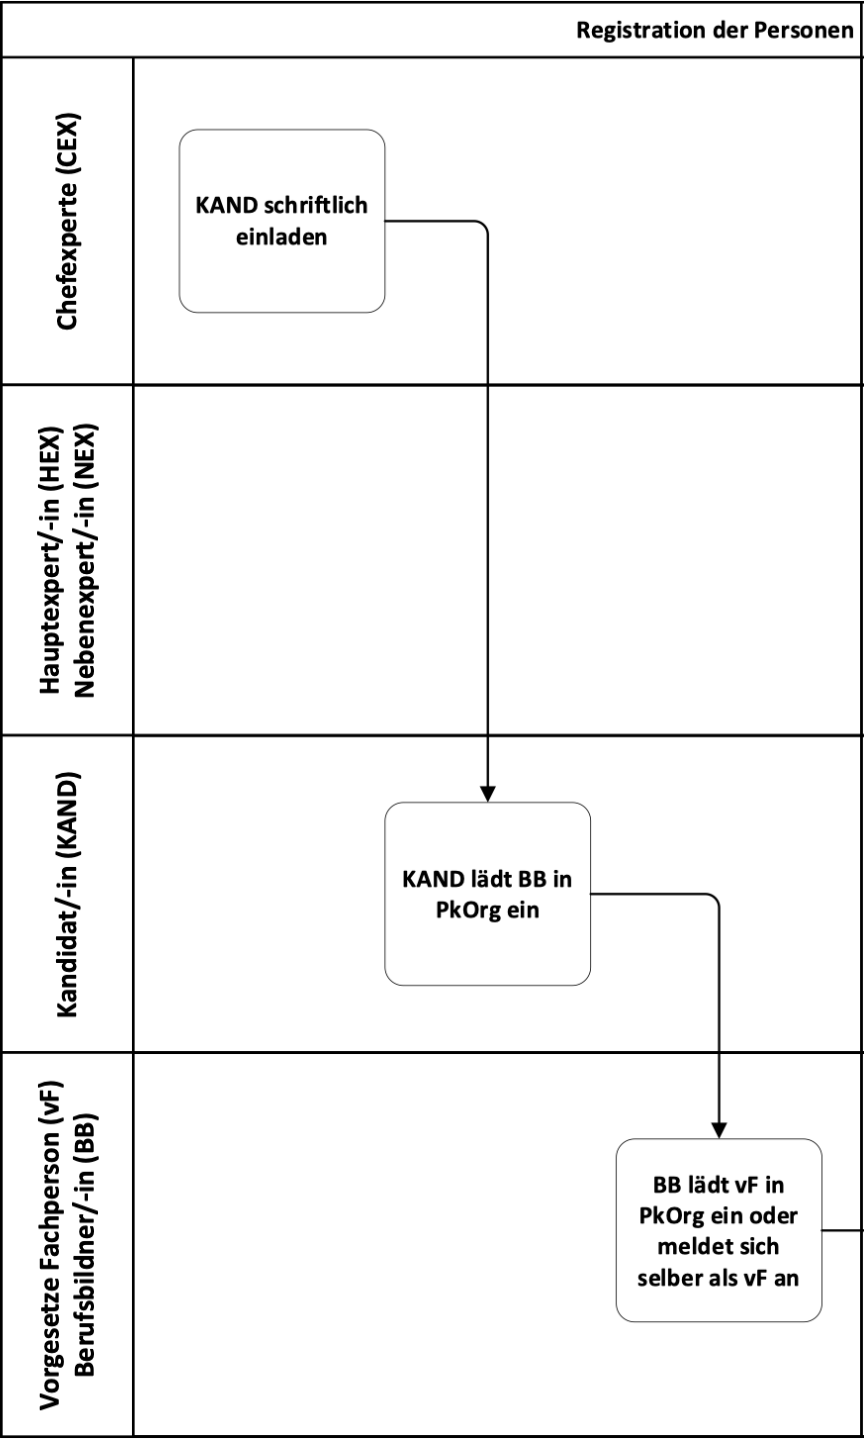 Registration der Personen
Chefexperte (CEX)
KAND schriftlich
einladen
Hauptexpert/-in (HEX)
Nebenexpert/-in (NEX)
Kandidat/-in (KAND)
KAND lädt BB in
PkOrg ein
Vorgesetze Fachperson (vF)
Berufsbildner/-in (BB)
BB lädt vF in
PkOrg ein oder
meldet sich
selber als vF an